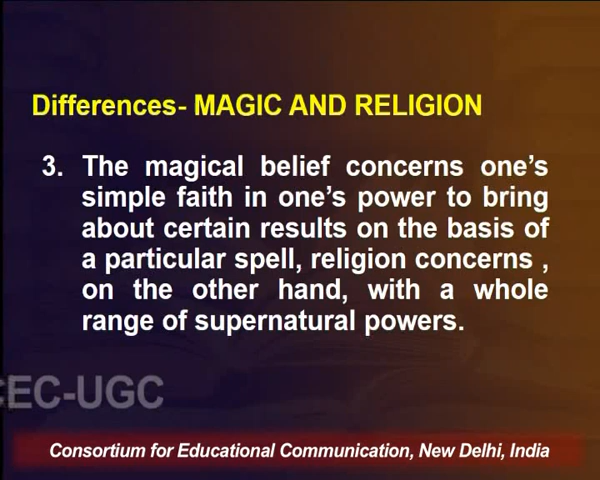 Differences- MAGIC AND RELIGION
3. The magical belief concerns one's
simple faith in one's power to bring
about certain results on the basis of
a particular spell, religion concerns ,
on the other hand, with a whole
range of supernatural powers.
CEC-UGC
Consortium for Educational Communication, New Delhi, India